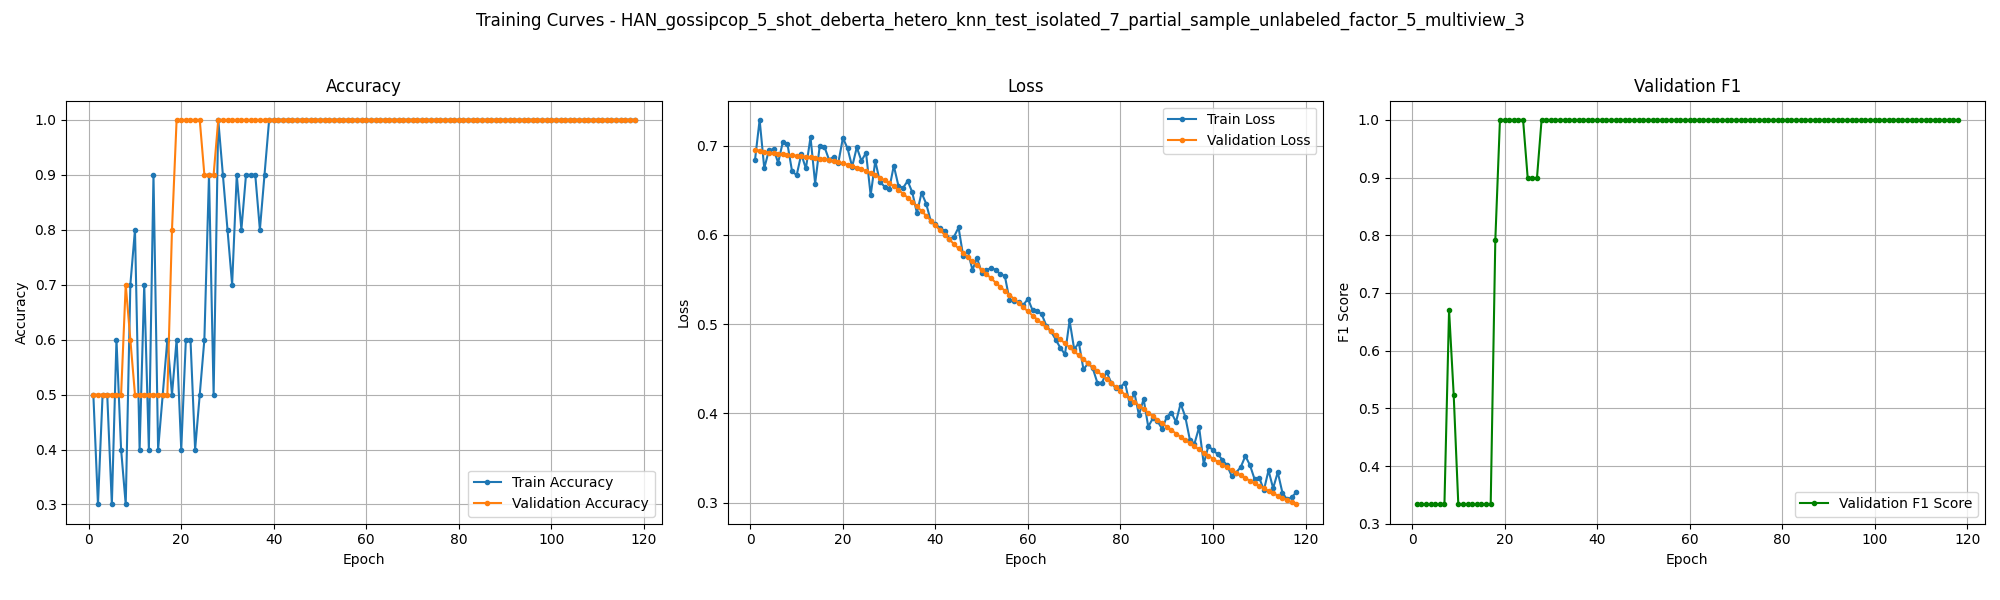 Training Curves - HAN_gossipcop_5_shot_deberta_hetero_knn_test_isolated_7_partial_sample_unlabeled_factor_5_multiview_3
Accuracy
1.0
0.9
0.8
0.7
0.6
0.5
0.4
0.3
Accuracy
0 20 40 60 80 100 120
Epoch
Train Accuracy
Validation Accuracy
Loss
0.7
0.6
0.5
0.4
0.3
Loss
0 20 40 60 80 100 120
Epoch
Train Loss
Validation Loss
Validation F1
1.0
0.9
0.8
0.7
0.6
0.5
0.4
0.3
F1 Score
0 20 40 60 80 100 120
Epoch
Validation F1 Score